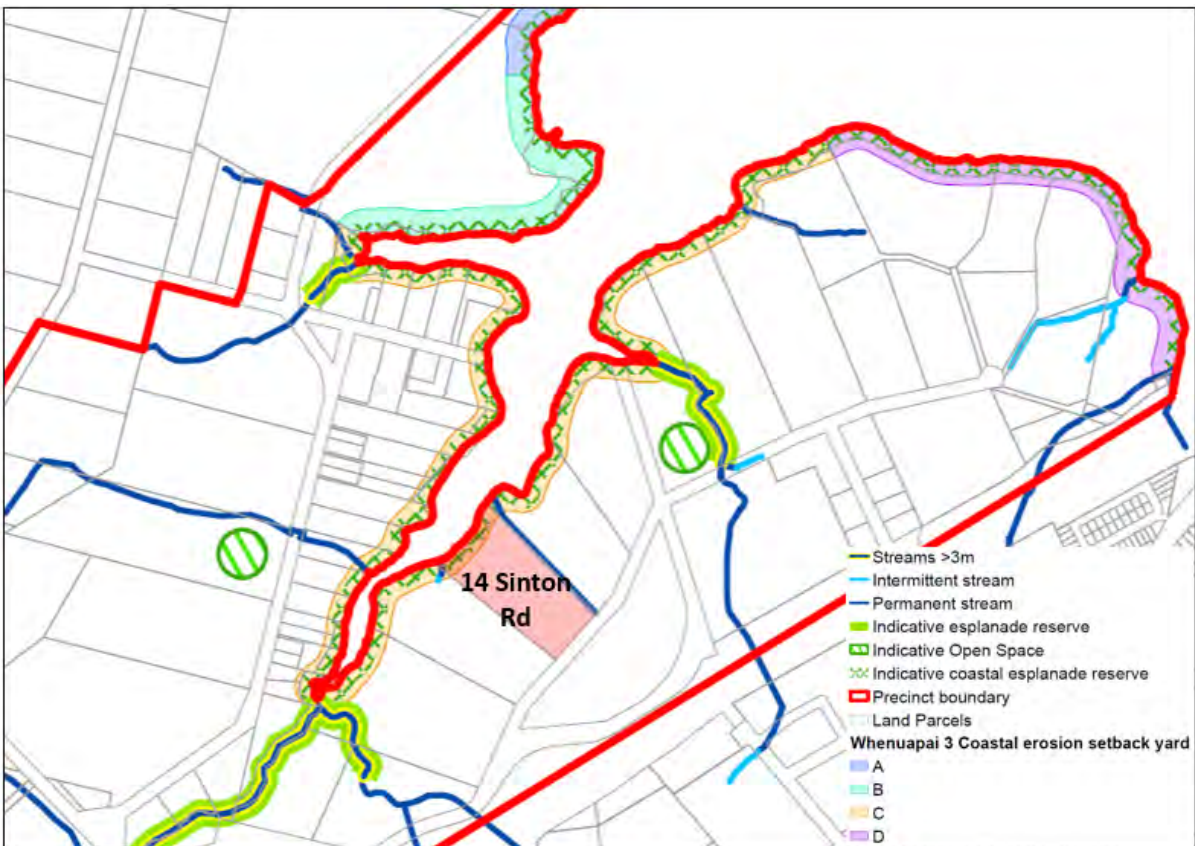 14 Sinton
Rd
Streams >3m
Intermittent stream
Permanent stream
Indicative esplanade reserve
Indicative Open Space
Indicative coastal esplanade reserve
Precinct boundary
Land Parcels
Whenuapai 3 Coastal erosion setback yard
A
B
C
D